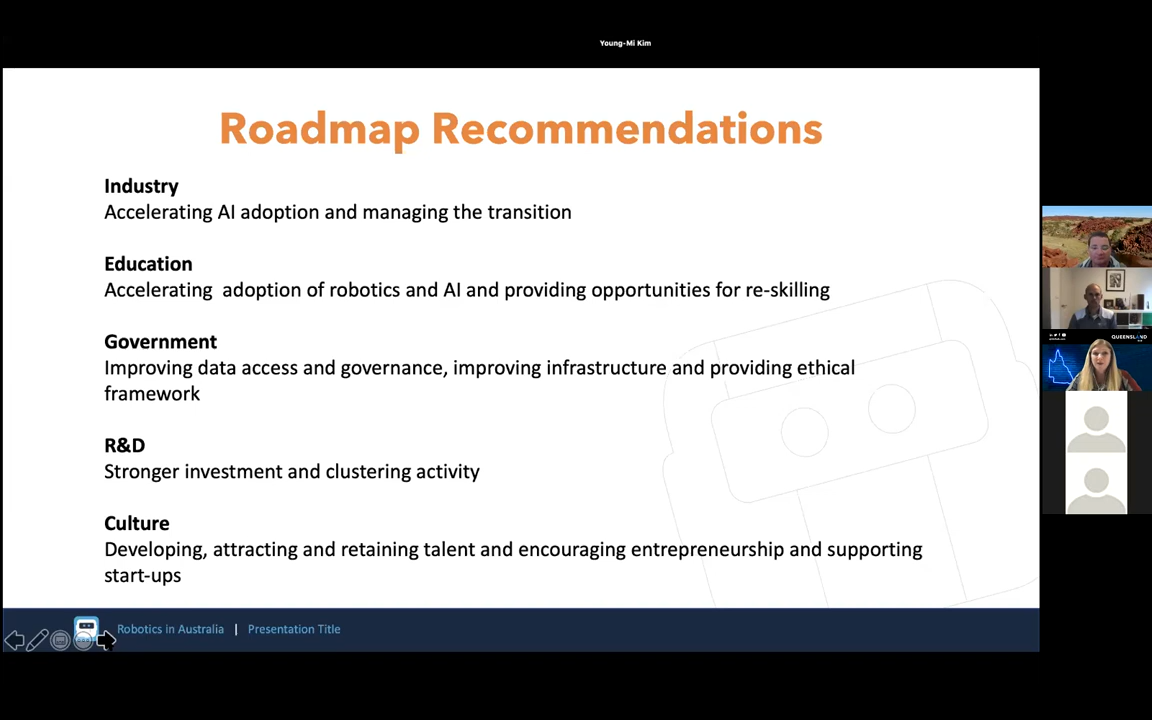 Young-Mi Kim
Roadmap Recommendations
Industry
Accelerating AI adoption and managing the transition
Education
Accelerating  adoption of robotics and AI and providing opportunities for re-skilling
Government
Improving data access and governance, improving infrastructure and providing ethical
framework
R&D
Stronger investment and clustering activity
Culture
Developing, attracting and retaining talent and encouraging entrepreneurship and supporting
start-ups
Robotics in Australia | Presentation Title
QUEENSLAND